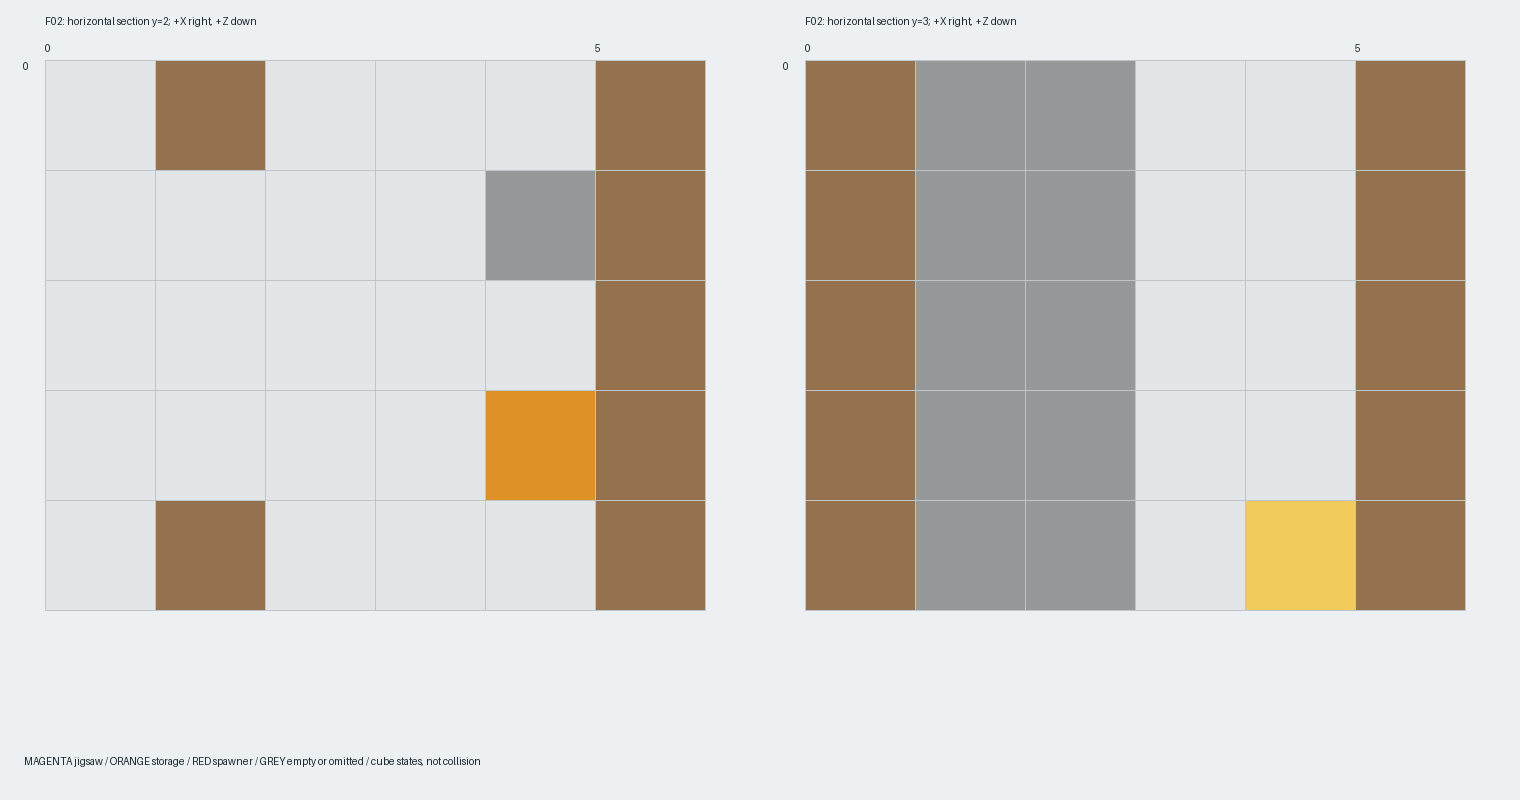 F02: horizontal section y=2; +X right, +Z down
F02: horizontal section y=3; +X right, +Z down
0 5
0 5
0
0
MAGENTA jigsaw / ORANGE storage / RED spawner / GREY empty or omitted / cube states, not collision